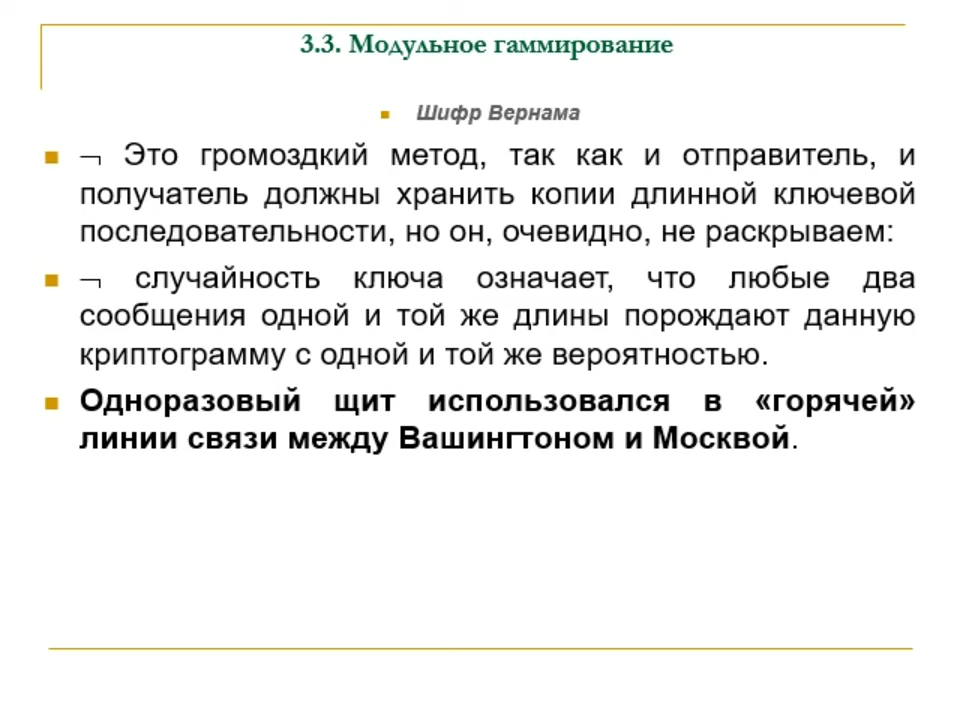 3.3. Модульное гаммирование
Шифр Вернама
¬ Это громоздкий метод, так как и отправитель, и
получатель должны хранить копии длинной ключевой
последовательности, но он, очевидно, не раскрываем:
¬ случайность ключа означает, что любые два
сообщения одной и той же длины порождают данную
криптограмму с одной и той же вероятностью.
Одноразовый щит использовался в «горячей»
линии связи между Вашингтоном и Москвой.